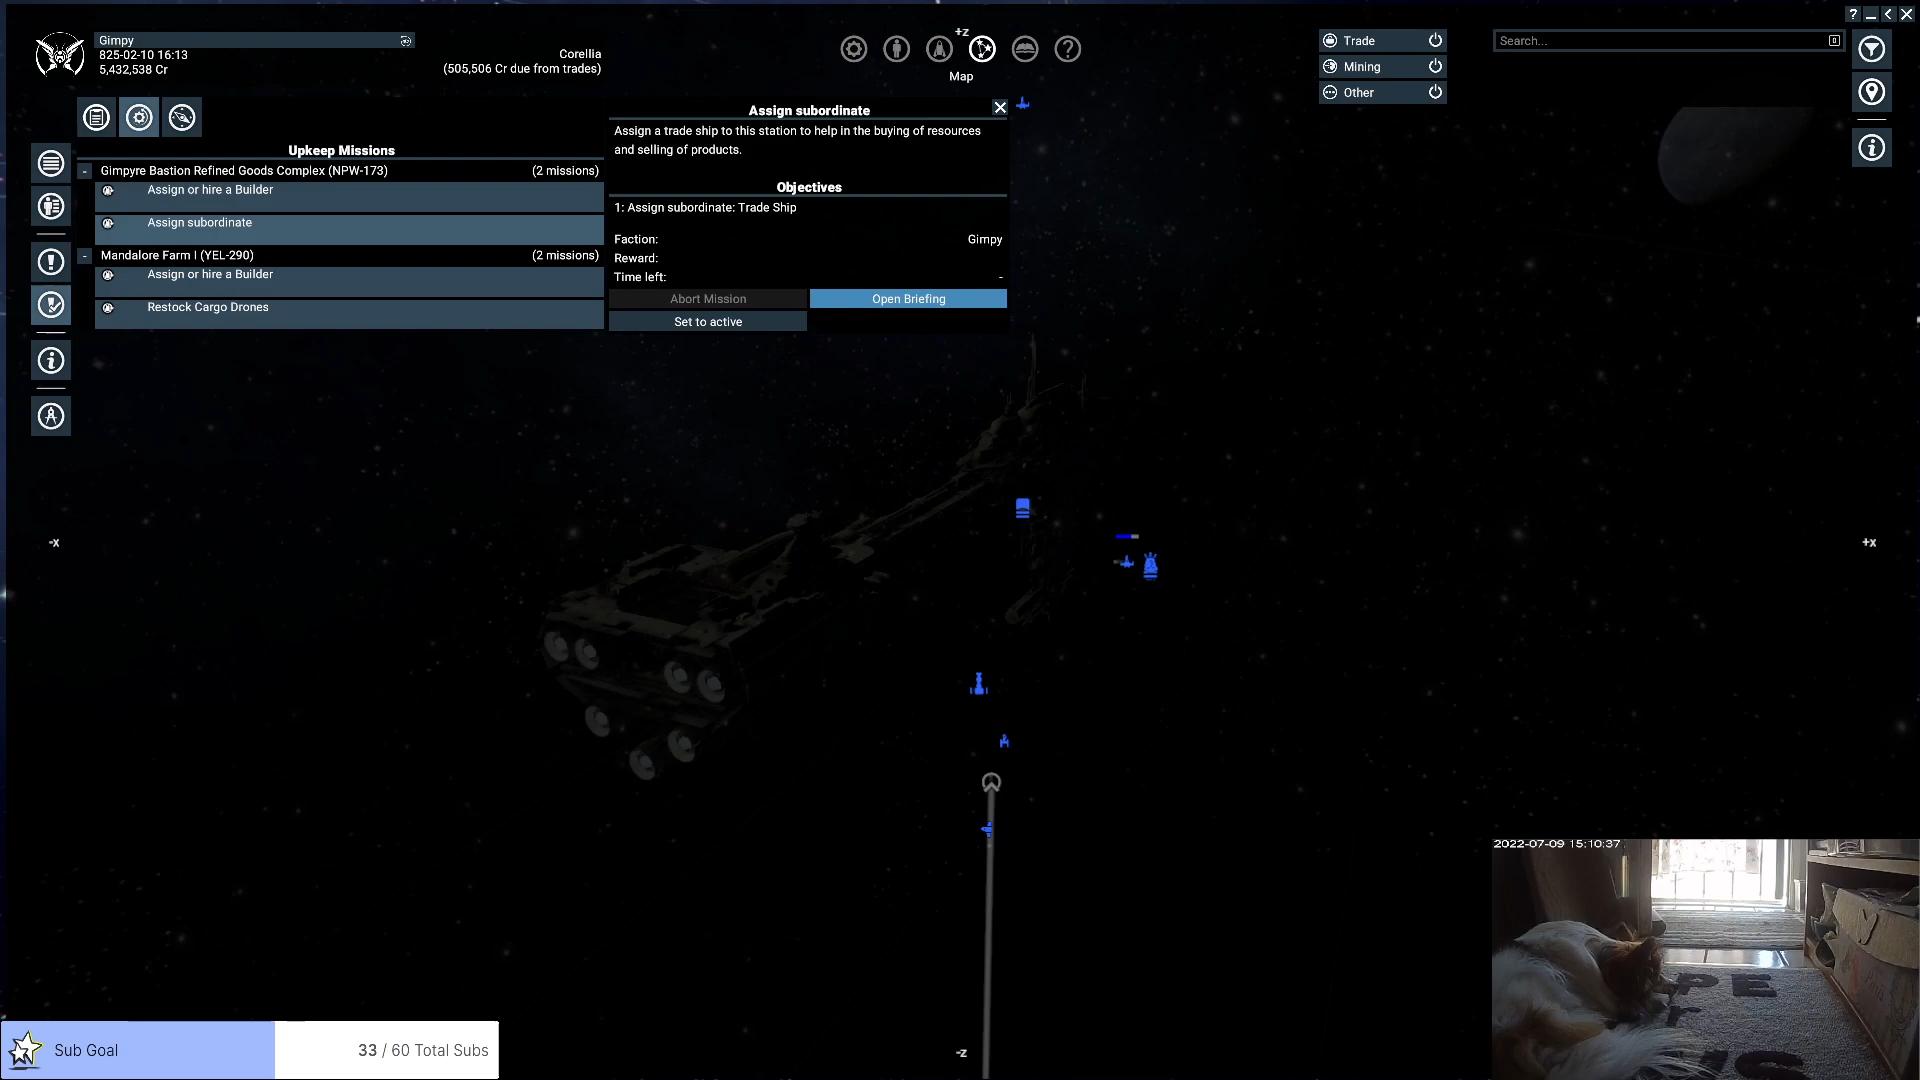 Gimpy
825-02-10 16:13
5,432,538 Cr
Corellia
(505,506 Cr due from trades)
+z
Map
Trade
Mining
Other
Search...
Upkeep Missions
- Gimpyre Bastion Refined Goods Complex (NPW-173) (2 missions)
Assign or hire a Builder
Assign subordinate
- Mandalore Farm I (YEL-290) (2 missions)
Assign or hire a Builder
Restock Cargo Drones
Assign subordinate
Assign a trade ship to this station to help in the buying of resources
and selling of products.
Objectives
1: Assign subordinate: Trade Ship
Faction: Gimpy
Reward:
Time left: -
Abort Mission
Open Briefing
Set to active
-x
+x
-z
2022-07-09 15:10:37
Sub Goal
33 / 60 Total Subs